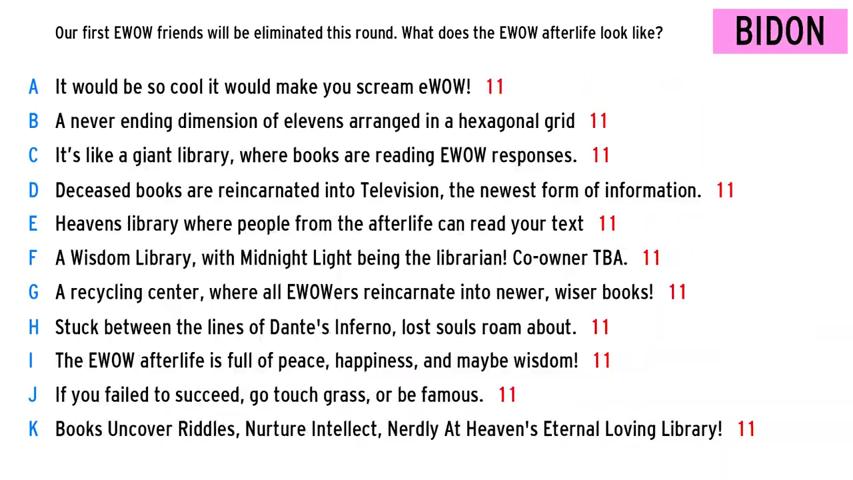 Our first EWOW friends will be eliminated this round. What does the EWOW afterlife look like?
BIDON
A It would be so cool it would make you scream eWOW! 11
B A never ending dimension of elevens arranged in a hexagonal grid 11
C It's like a giant library, where books are reading EWOW responses. 11
D Deceased books are reincarnated into Television, the newest form of information. 11
E Heavens library where people from the afterlife can read your text 11
F A Wisdom Library, with Midnight Light being the librarian! Co-owner TBA. 11
G A recycling center, where all EWOWers reincarnate into newer, wiser books! 11
H Stuck between the lines of Dante's Inferno, lost souls roam about. 11
I The EWOW afterlife is full of peace, happiness, and maybe wisdom! 11
J If you failed to succeed, go touch grass, or be famous. 11
K Books Uncover Riddles, Nurture Intellect, Nerdly At Heaven's Eternal Loving Library! 11